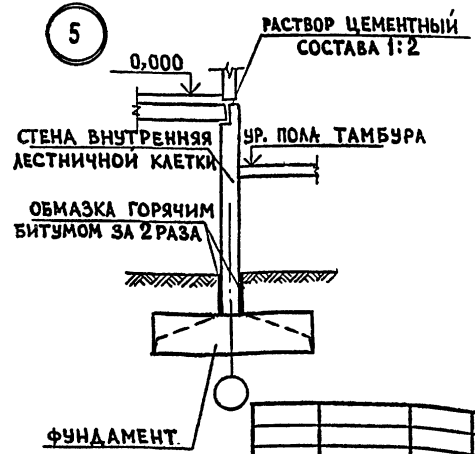 5
РАСТВОР ЦЕМЕНТНЫЙ
СОСТАВА 1:2
0,000
СТЕНА ВНУТРЕННЯЯ
ЛЕСТНИЧНОЙ КЛЕТКИ
УР. ПОЛА ТАМБУРА
ОБМАЗКА ГОРЯЧИМ
БИТУМОМ ЗА 2 РАЗА
ФУНДАМЕНТ.